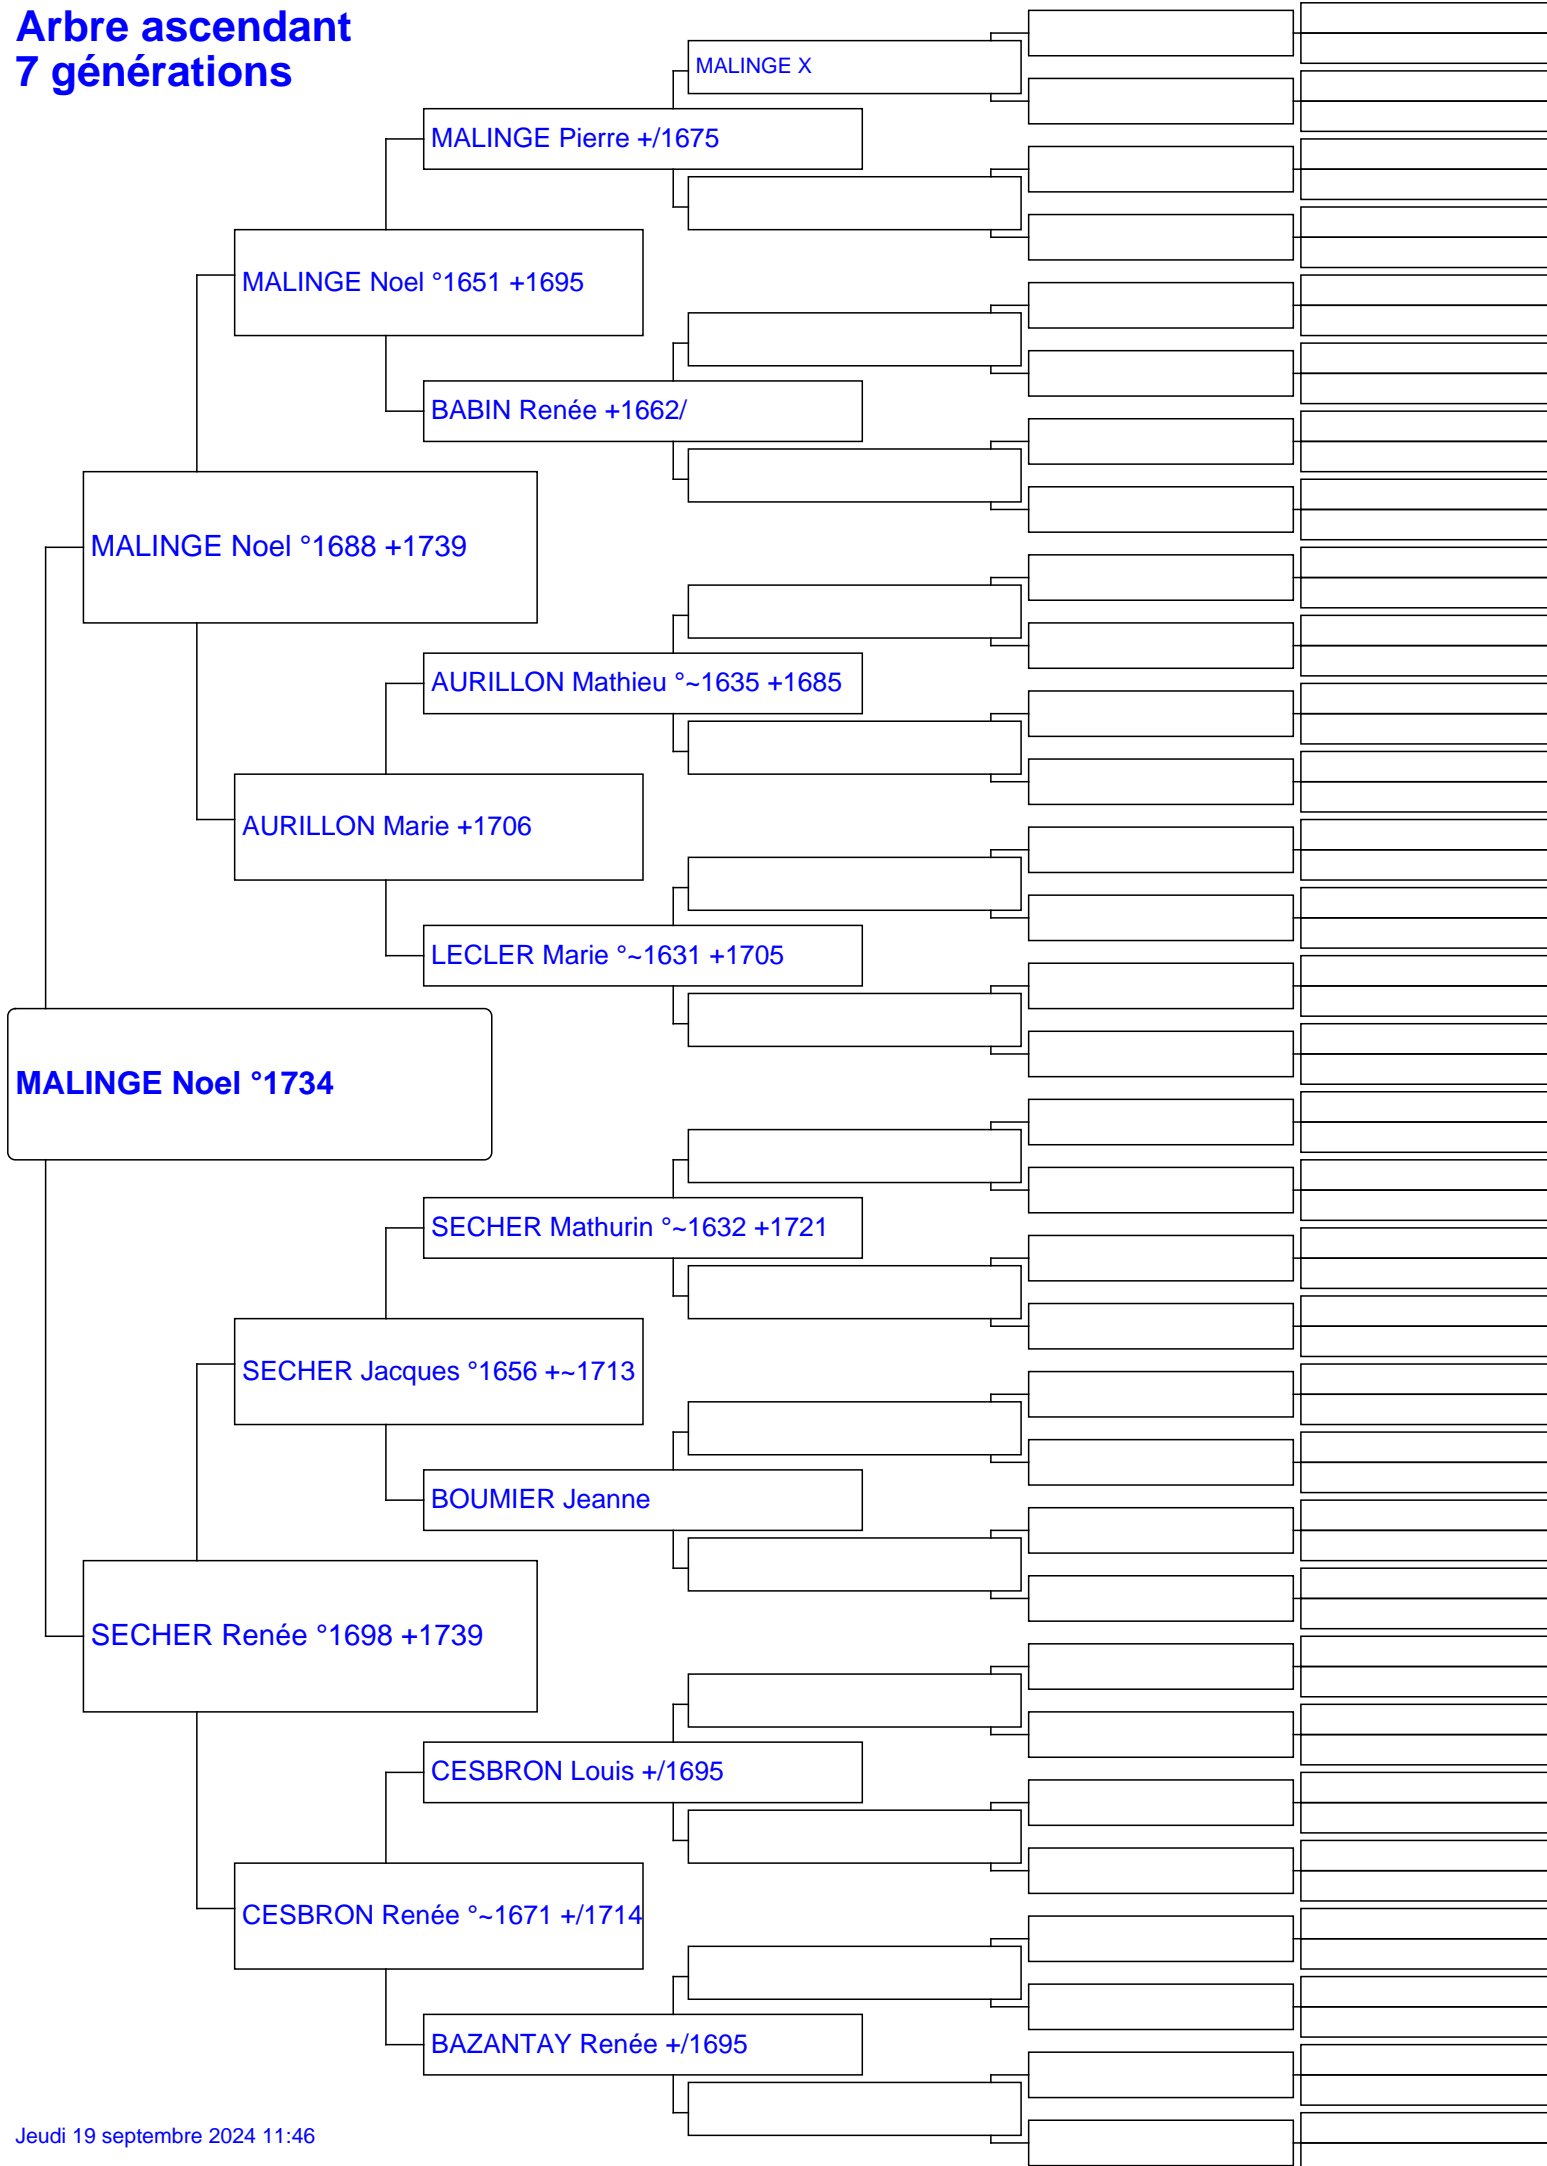 Arbre ascendant
7 générations
MALINGE X
MALINGE Pierre +/1675
MALINGE Noel °1651 +1695
BABIN Renée +1662/
MALINGE Noel °1688 +1739
AURILLON Mathieu °~1635 +1685
AURILLON Marie +1706
LECLER Marie °~1631 +1705
MALINGE Noel °1734
SECHER Mathurin °~1632 +1721
SECHER Jacques °1656 +~1713
BOUMIER Jeanne
SECHER Renée °1698 +1739
CESBRON Louis +/1695
CESBRON Renée °~1671 +/1714
BAZANTAY Renée +/1695
Jeudi 19 septembre 2024 11:46